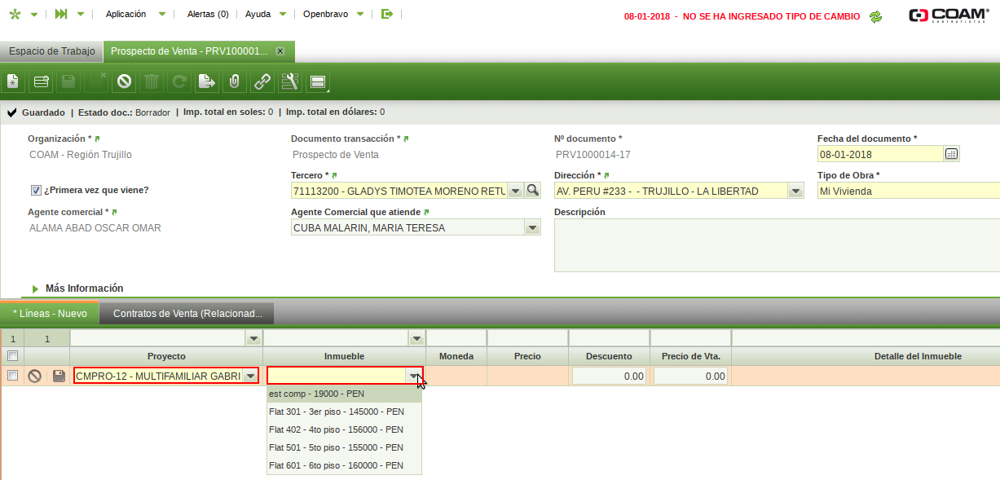 Aplicación Alertas (0) Ayuda Openbravo 08-01-2018 - NO SE HA INGRESADO TIPO DE CAMBIO COAM
CONTRATISTAS
Espacio de Trabajo Prospecto de Venta - PRV100001... x
Guardado | Estado doc.: Borrador | Imp. total en soles: 0 | Imp. total en dólares: 0
Organización * Documento transacción * Nº documento * Fecha del documento *
COAM - Región Trujillo Prospecto de Venta PRV1000014-17 08-01-2018
Tercero * Dirección * Tipo de Obra *
¿Primera vez que viene? 71113200 - GLADYS TIMOTEA MORENO RETU AV. PERU #233 - - TRUJILLO - LA LIBERTAD Mi Vivienda
Agente comercial * Agente Comercial que atiende Descripción
ALAMA ABAD OSCAR OMAR CUBA MALARIN, MARIA TERESA
Más Información
* Líneas - Nuevo Contratos de Venta (Relacionad...
1 1
Proyecto Inmueble Moneda Precio Descuento Precio de Vta. Detalle del Inmueble
CMPRO-12 - MULTIFAMILIAR GABRI 0.00 0.00
est comp - 19000 - PEN
Flat 301 - 3er piso - 145000 - PEN
Flat 402 - 4to piso - 156000 - PEN
Flat 501 - 5to piso - 155000 - PEN
Flat 601 - 6to piso - 160000 - PEN